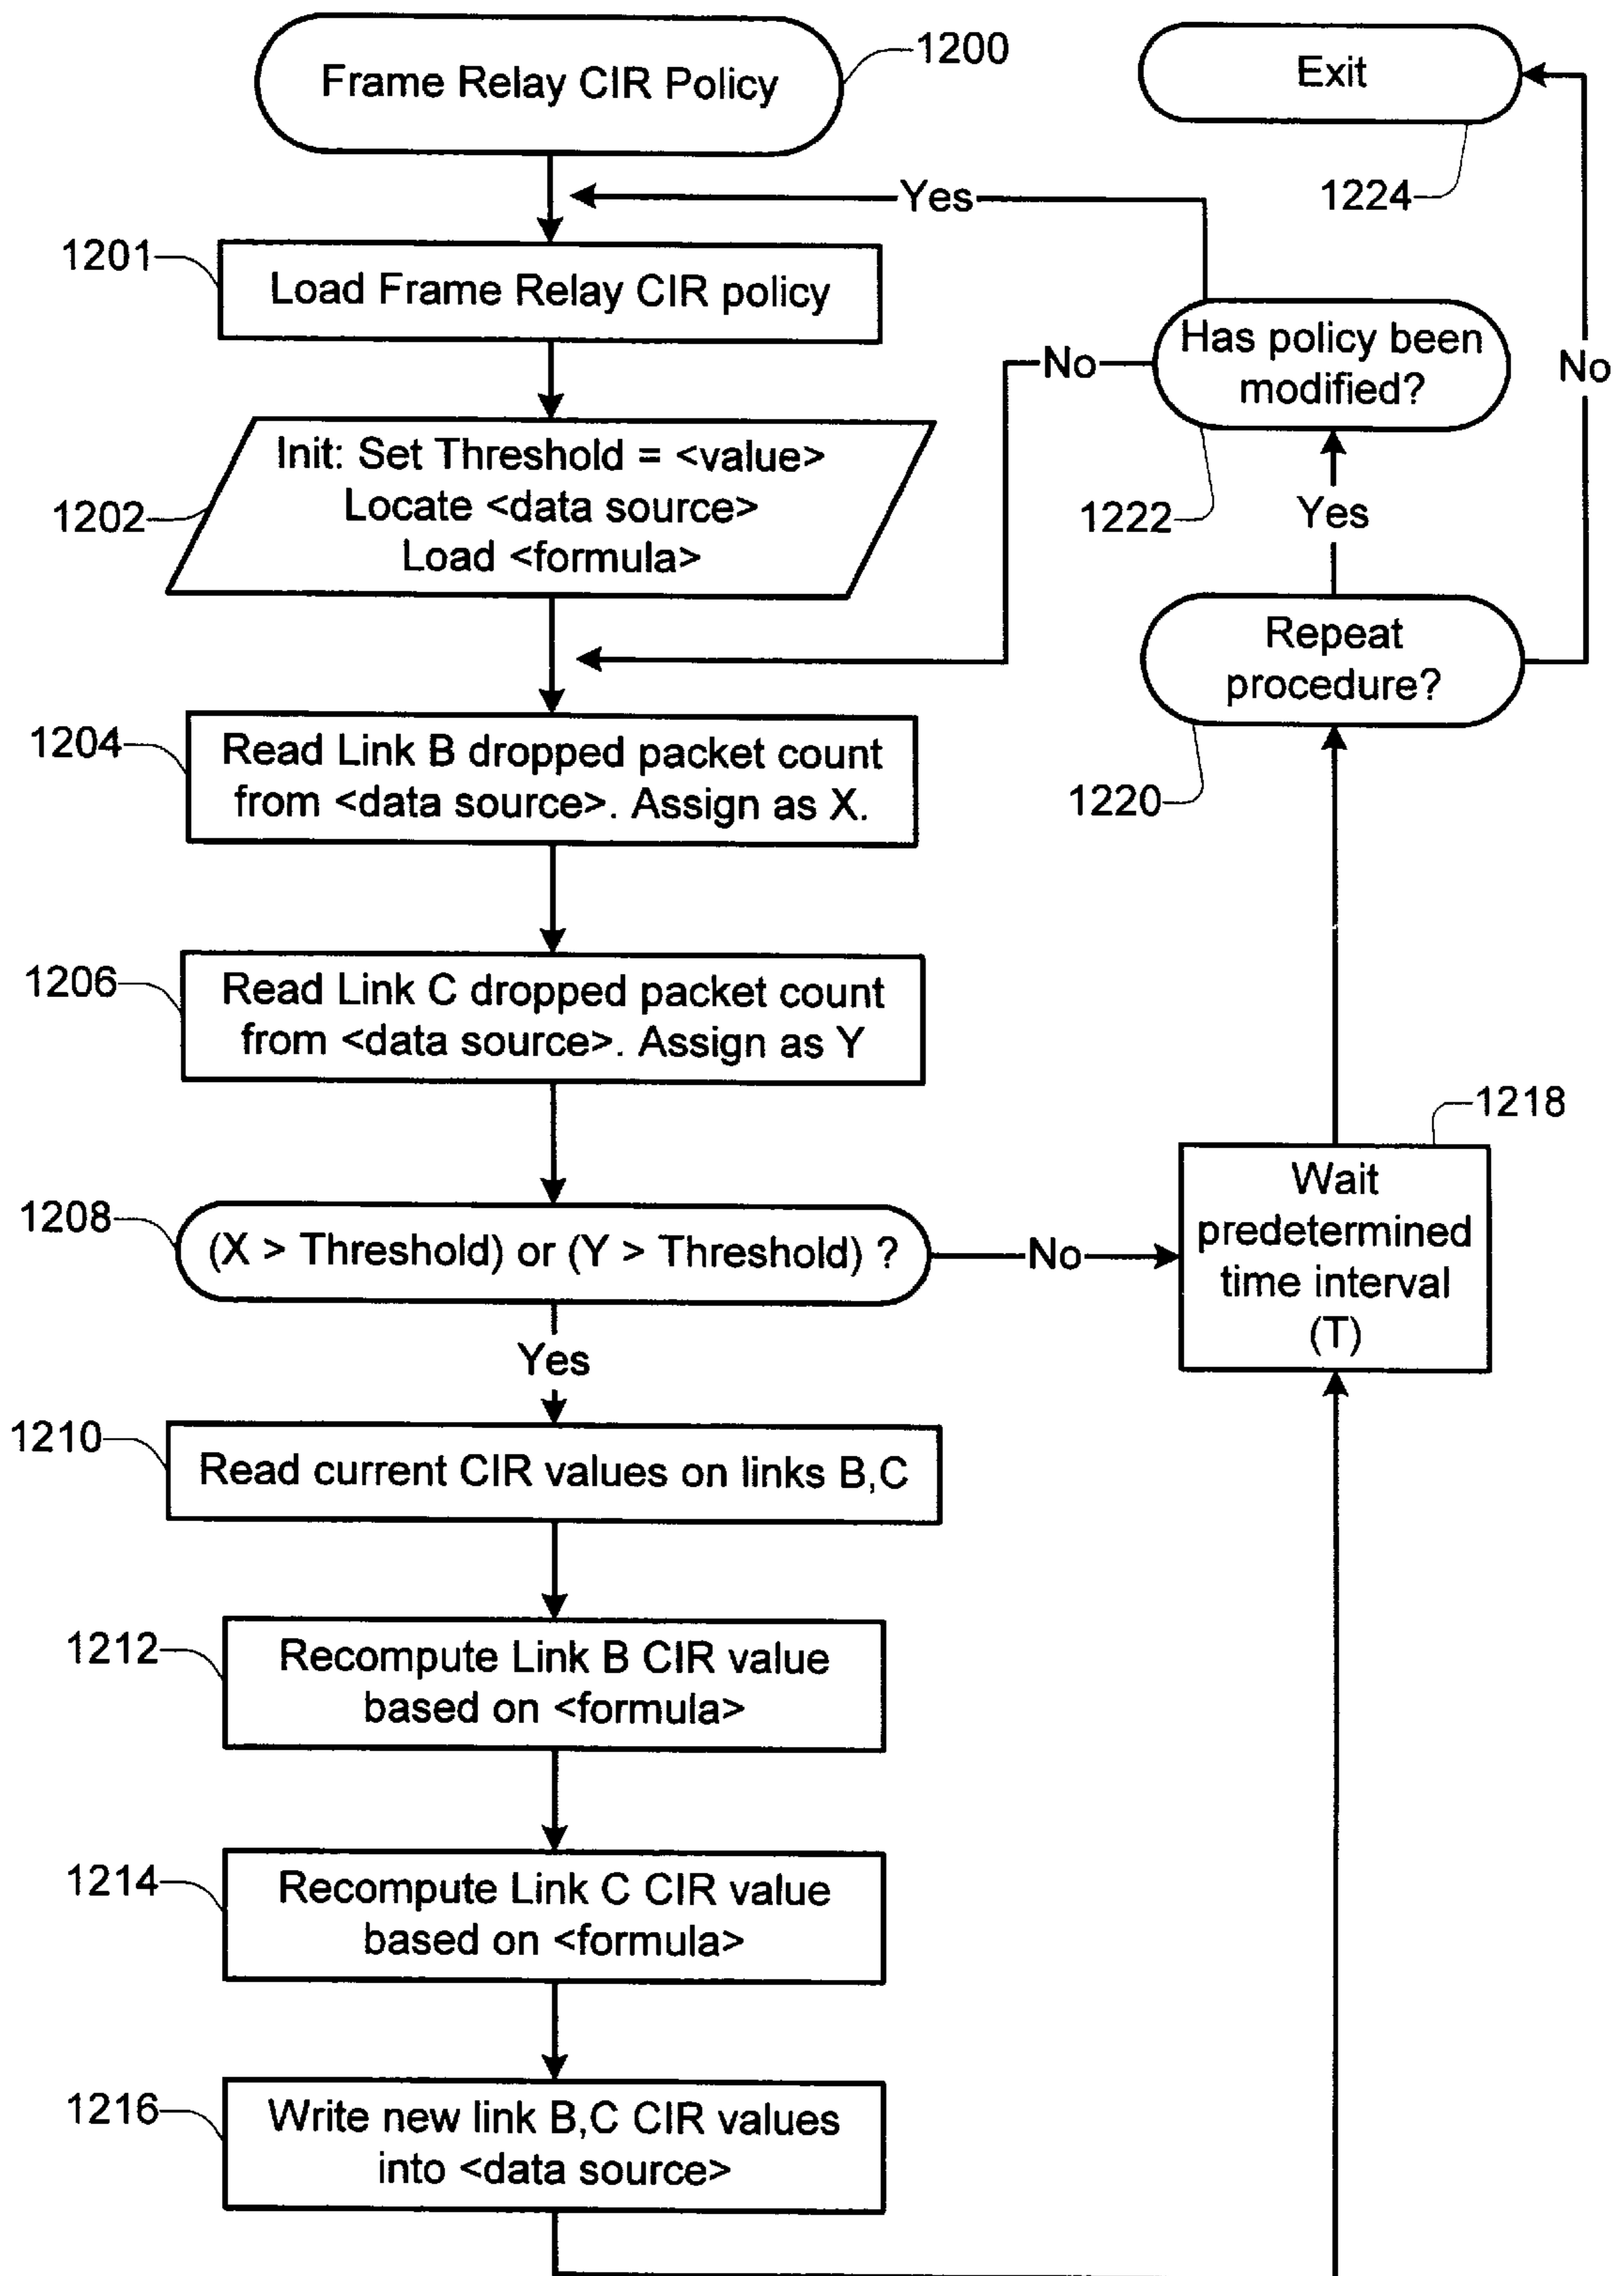 1200
Frame Relay CIR Policy
Exit
1224
Yes
1201
Load Frame Relay CIR policy
Has policy been
modified?
No
No
1222
Init: Set Threshold = <value>
Locate <data source>
Load <formula>
1202
Yes
Repeat
procedure?
1220
1204
Read Link B dropped packet count
from <data source>. Assign as X.
1206
Read Link C dropped packet count
from <data source>. Assign as Y
1218
Wait
predetermined
time interval
(T)
1208
(X > Threshold) or (Y > Threshold) ?
No
Yes
1210
Read current CIR values on links B,C
1212
Recompute Link B CIR value
based on <formula>
1214
Recompute Link C CIR value
based on <formula>
1216
Write new link B,C CIR values
into <data source>